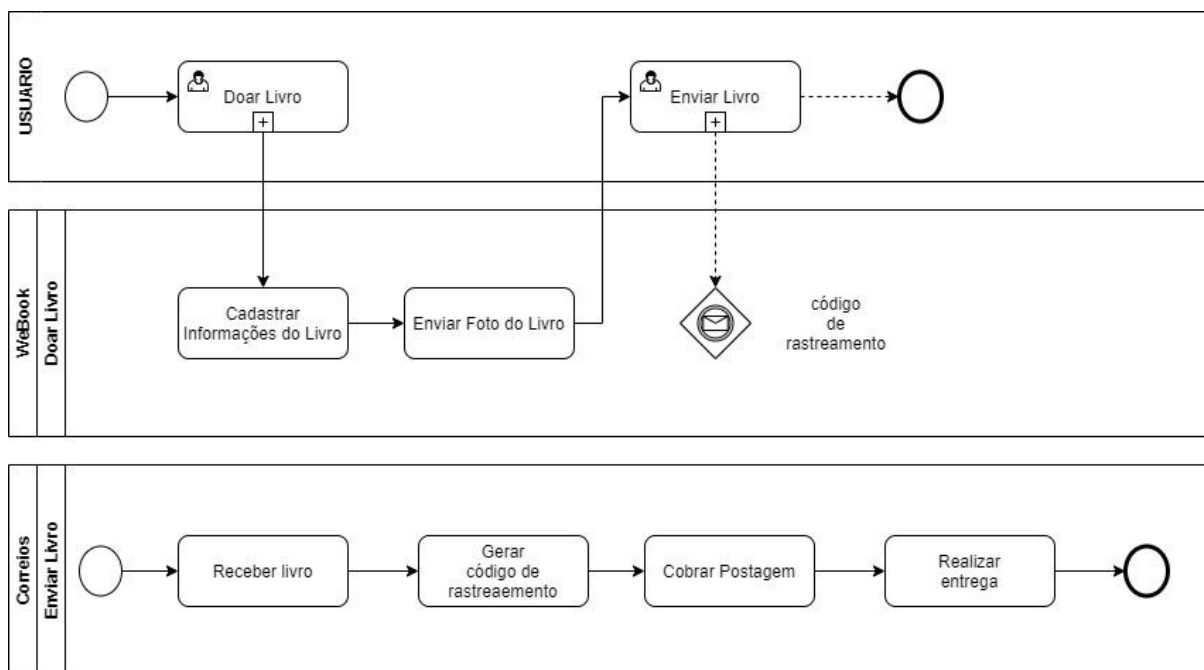 USUARIO
Doar Livro
Enviar Livro
WeBook
Doar Livro
Cadastrar
Informações do Livro
Enviar Foto do Livro
código
de
rastreamento
Correios
Enviar Livro
Receber livro
Gerar
código de
rastreaemento
Cobrar Postagem
Realizar
entrega